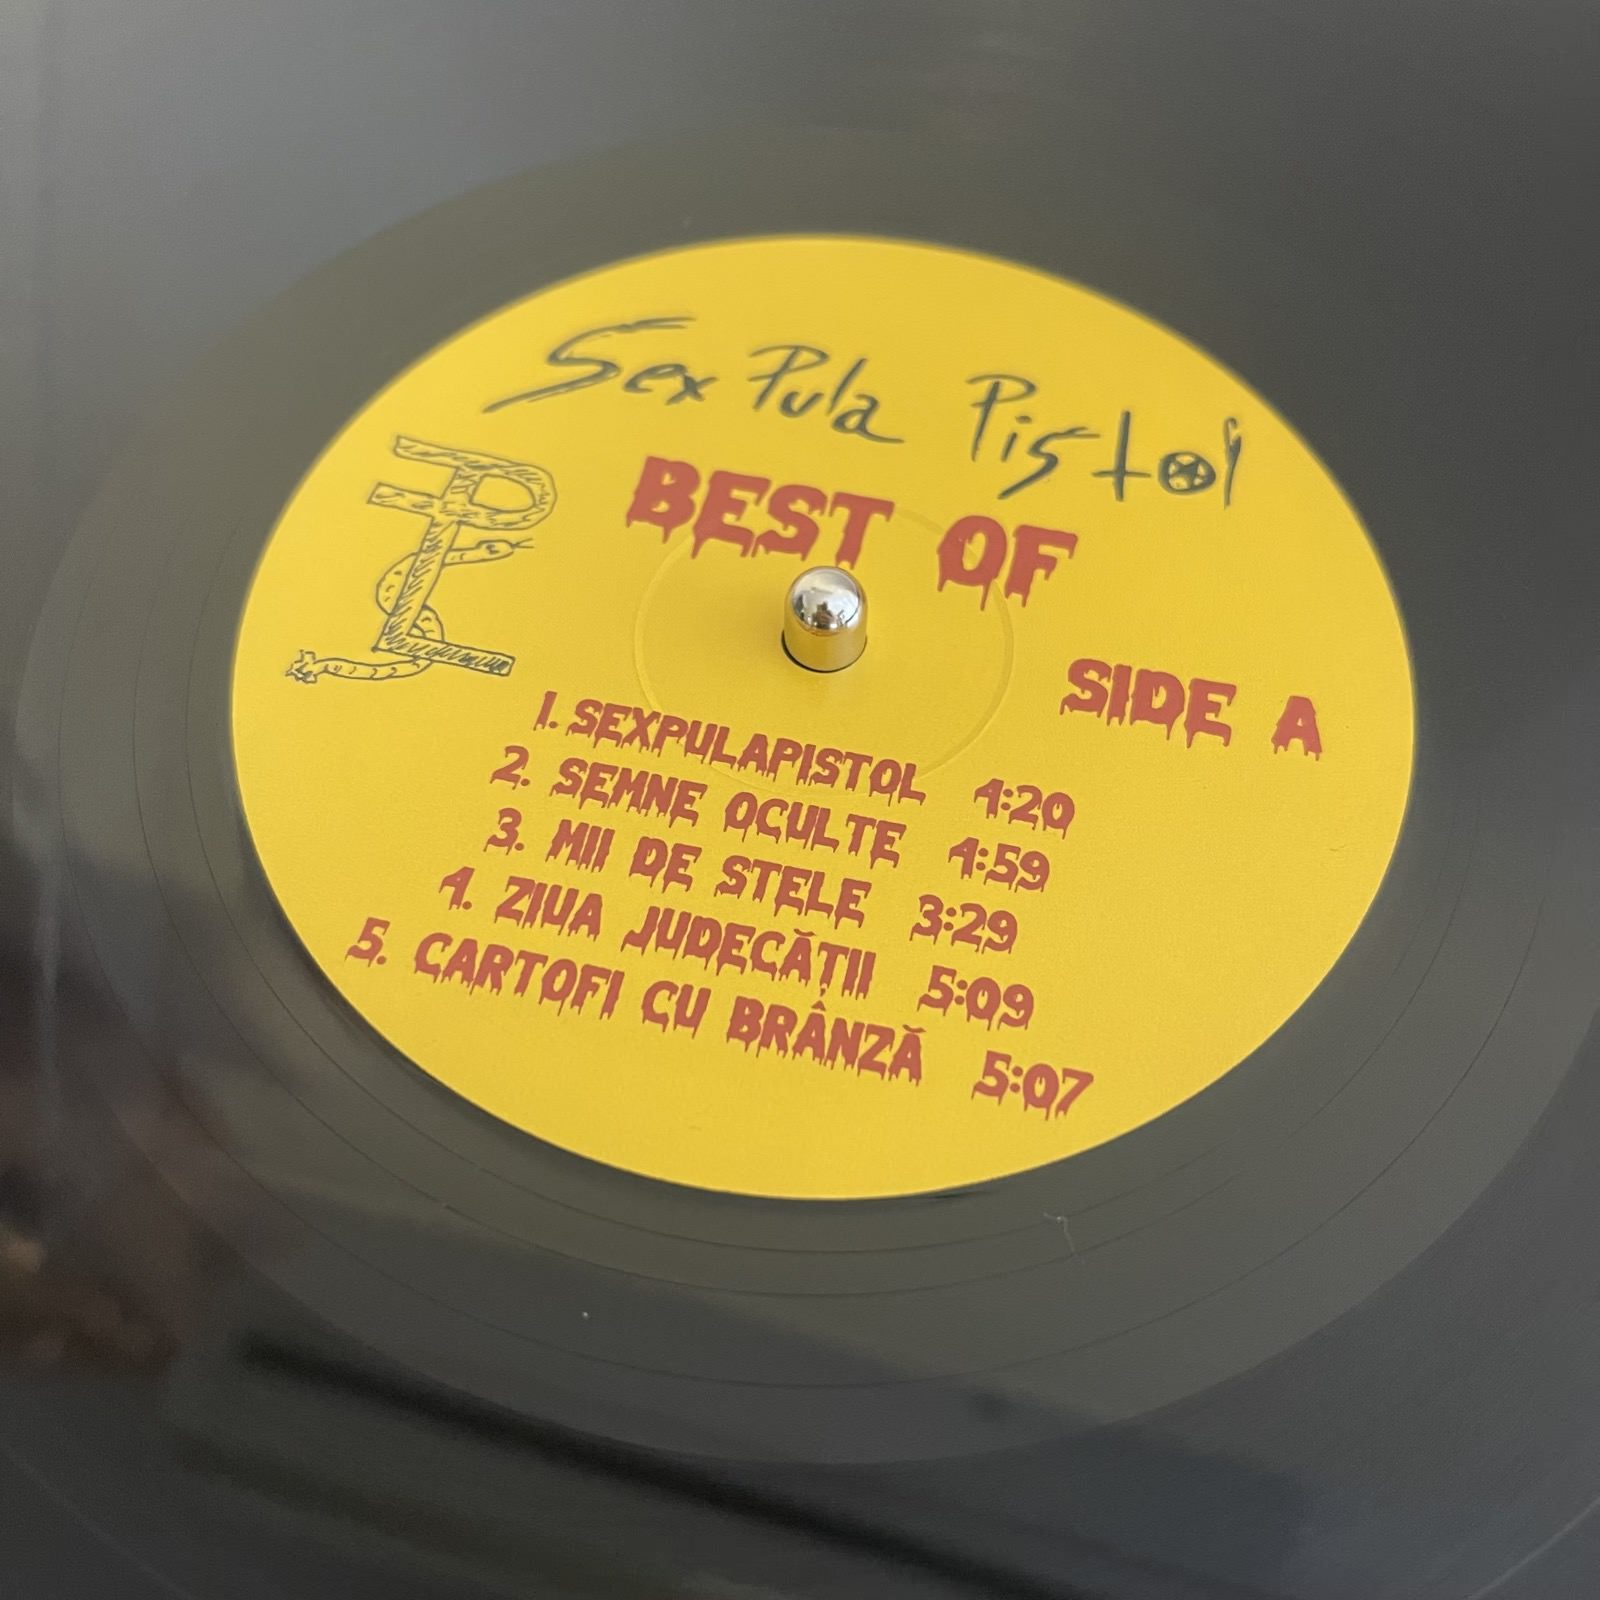 Sex Pula Pistol
BEST OF
SIDE A
1. SEXPULAPISTOL 4:20
2. SEMNE OCULTE 4:59
3. MII DE STELE 3:29
4. ZIUA JUDECĂȚII 5:09
5. CARTOFI CU BRÂNZĂ 5:07